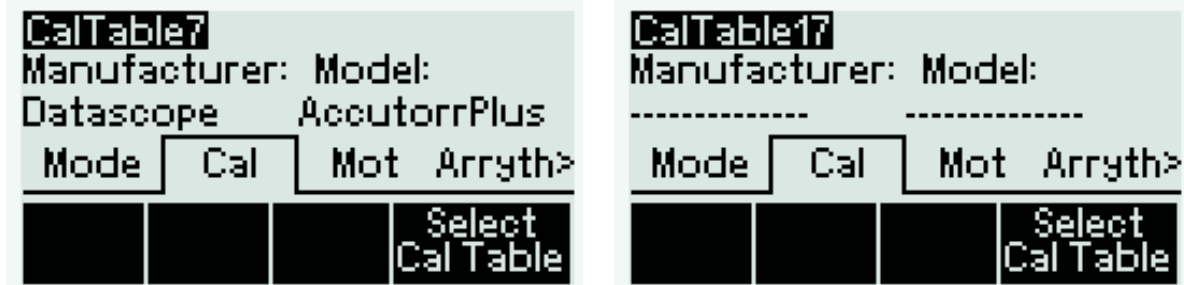 CalTable7
Manufacturer: Model:
Datascope AccutorrPlus
Mode Cal Mot Arryth>
Select
Cal Table
CalTable17
Manufacturer: Model:
-------------- --------------
Mode Cal Mot Arryth>
Select
Cal Table